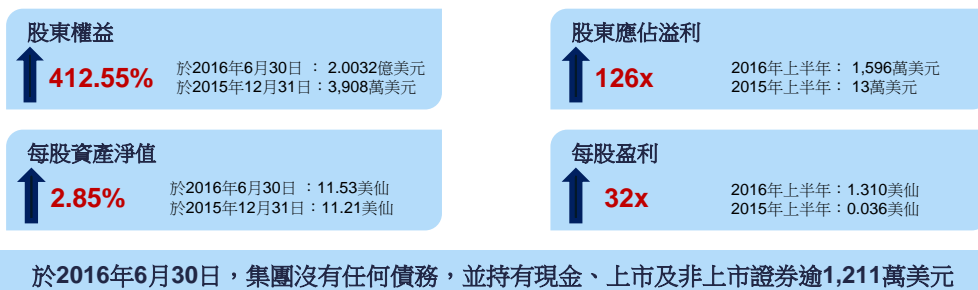 股東權益
412.55%
於2016年6月30日 : 2.0032億美元
於2015年12月31日:3,908萬美元
股東應佔溢利
126x
2016年上半年: 1,596萬美元
2015年上半年: 13萬美元
每股資產淨值
2.85%
於2016年6月30日 :11.53美仙
於2015年12月31日:11.21美仙
每股盈利
32x
2016年上半年:1.310美仙
2015年上半年:0.036美仙
於2016年6月30日,集團沒有任何債務,並持有現金、上市及非上市證券逾1,211萬美元